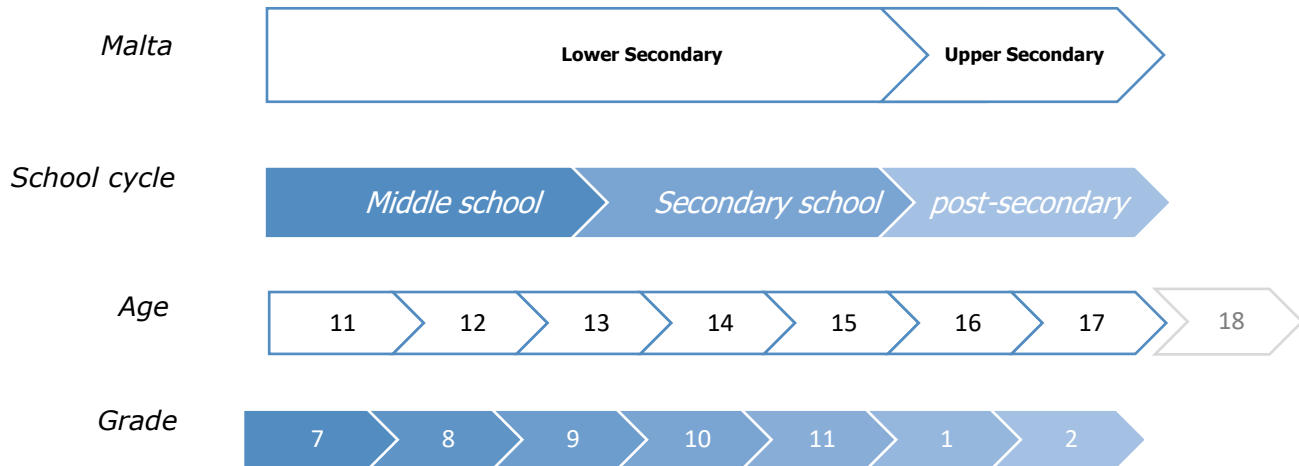 Malta
Lower Secondary
Upper Secondary
School cycle
Middle school
Secondary school
post-secondary
Age
11
12
13
14
15
16
17
18
Grade
7
8
9
10
11
1
2